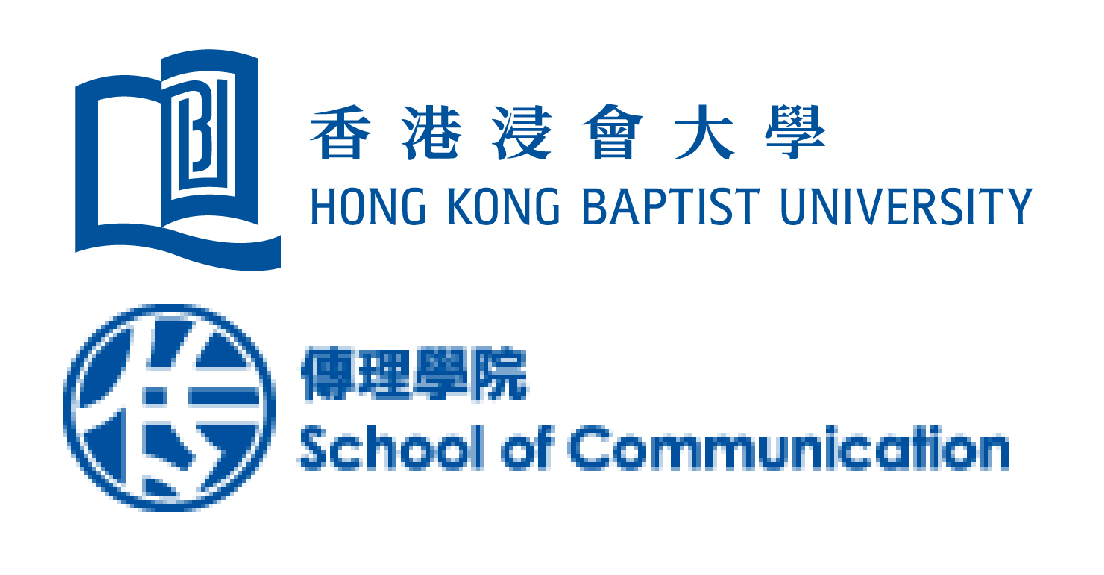 香港浸會大學
HONG KONG BAPTIST UNIVERSITY
傳理學院
School of Communication